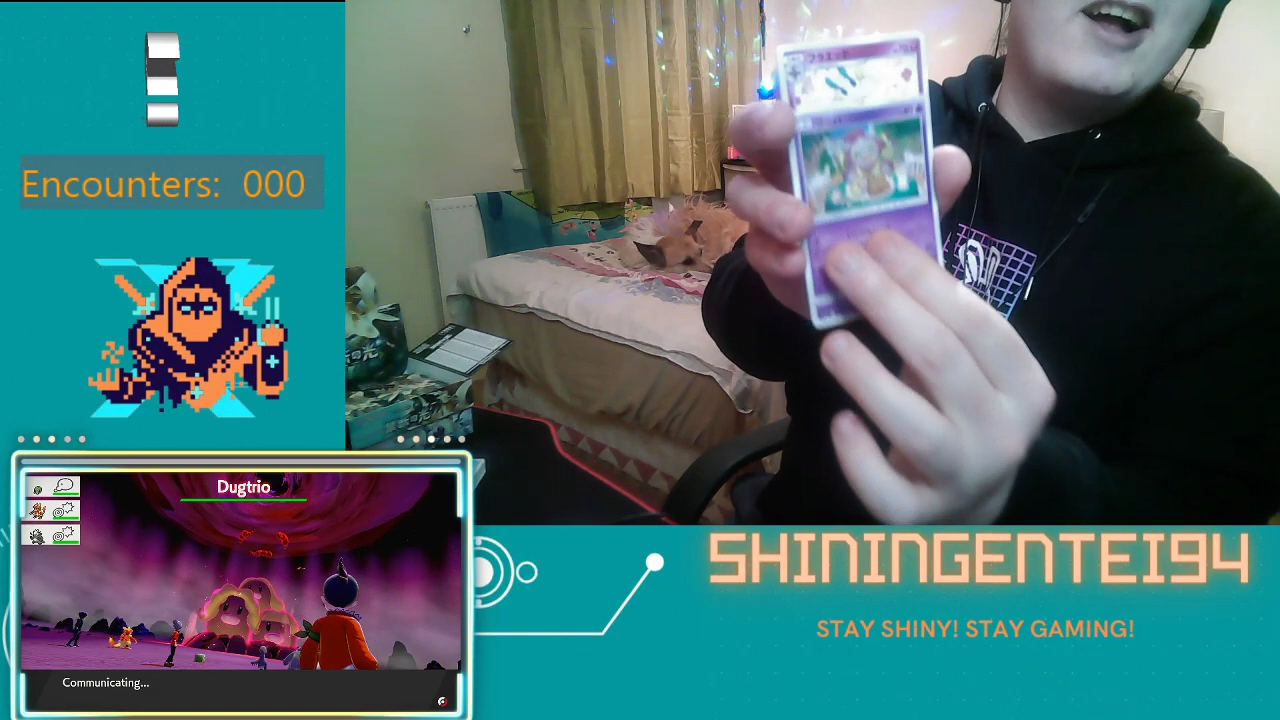 Encounters: 000
Dugtrio
Communicating...
SHININGENTEI94
STAY SHINY! STAY GAMING!